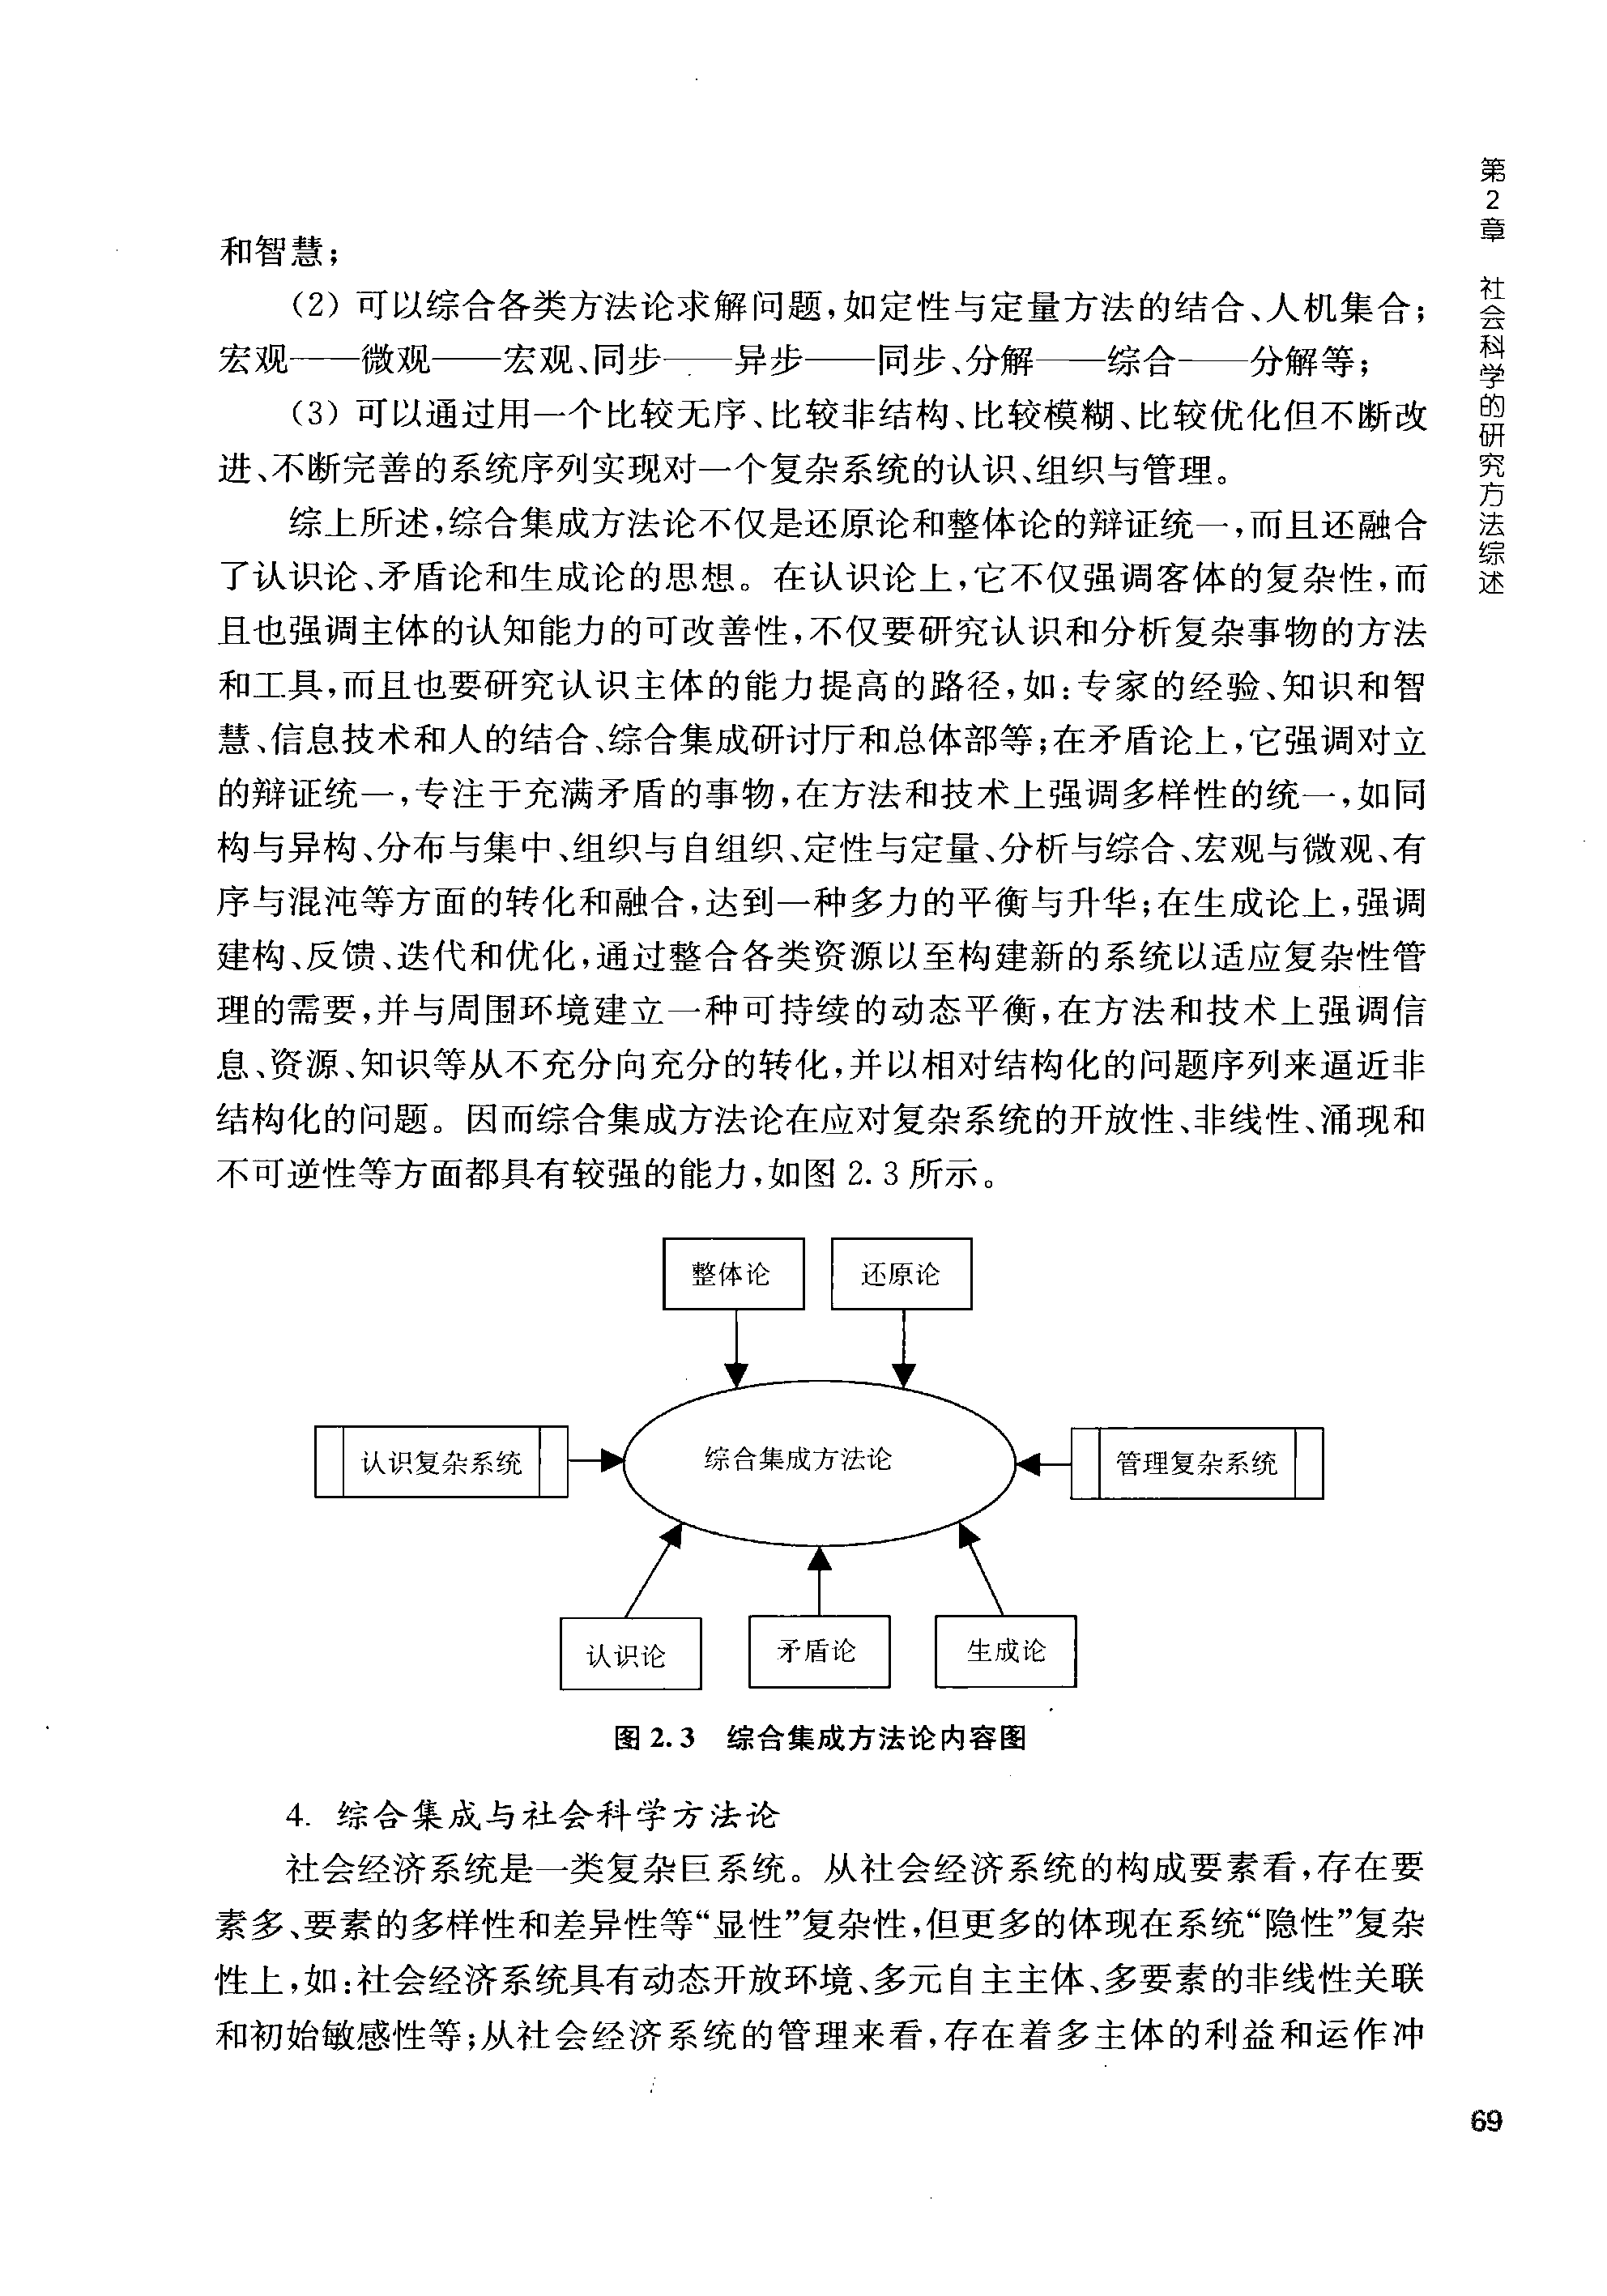 第2章 社会科学的研究方法综述
和智慧；
（2）可以综合各类方法论求解问题，如定性与定量方法的结合、人机集合；
宏观——微观——宏观、同步——异步——同步、分解——综合——分解等；
（3）可以通过用一个比较无序、比较非结构、比较模糊、比较优化但不断改
进、不断完善的系统序列实现对一个复杂系统的认识、组织与管理。
综上所述，综合集成方法论不仅是还原论和整体论的辩证统一，而且还融合
了认识论、矛盾论和生成论的思想。在认识论上，它不仅强调客体的复杂性，而
且也强调主体的认知能力的可改善性，不仅要研究认识和分析复杂事物的方法
和工具，而且也要研究认识主体的能力提高的路径，如：专家的经验、知识和智
慧、信息技术和人的结合、综合集成研讨厅和总体部等；在矛盾论上，它强调对立
的辩证统一，专注于充满矛盾的事物，在方法和技术上强调多样性的统一，如同
构与异构、分布与集中、组织与自组织、定性与定量、分析与综合、宏观与微观、有
序与混沌等方面的转化和融合，达到一种多力的平衡与升华；在生成论上，强调
建构、反馈、迭代和优化，通过整合各类资源以至构建新的系统以适应复杂性管
理的需要，并与周围环境建立一种可持续的动态平衡，在方法和技术上强调信
息、资源、知识等从不充分向充分的转化，并以相对结构化的问题序列来逼近非
结构化的问题。因而综合集成方法论在应对复杂系统的开放性、非线性、涌现和
不可逆性等方面都具有较强的能力，如图2.3所示。
整体论 还原论
认识复杂系统 综合集成方法论 管理复杂系统
认识论 矛盾论 生成论
图2.3 综合集成方法论内容图
4. 综合集成与社会科学方法论
社会经济系统是一类复杂巨系统。从社会经济系统的构成要素看，存在要
素多、要素的多样性和差异性等“显性”复杂性，但更多的体现在系统“隐性”复杂
性上，如：社会经济系统具有动态开放环境、多元自主主体、多要素的非线性关联
和初始敏感性等；从社会经济系统的管理来看，存在着多主体的利益和运作冲
69